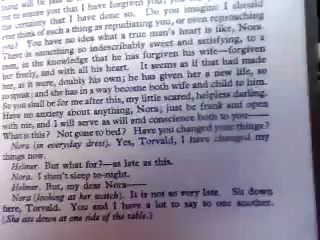 thing will be just as
me to assure you that I have forgiven you,
the certainty that I have done so. Do you imagine I should
ever think of such a thing as repudiating you, or even reproaching
you? You have no idea what a true man's heart is like, Nora.
There is something so indescribably sweet and satisfying, to a
man, in the knowledge that he has forgiven his wife—forgiven
her freely, and with all his heart. It seems as if that had made
her, as it were, doubly his own; he has given her a new life, so
to speak; and she has in a way become both wife and child to him.
So you shall be for me after this, my little scared, helpless darling.
Have no anxiety about anything, Nora; just be frank and open
with me, and I will serve as will and conscience both to you——
What is this? Not gone to bed? Have you changed your things?
Nora (in everyday dress). Yes, Torvald, I have changed my
things now.
Helmer. But what for?—as late as this.
Nora. I shan't sleep to-night.
Helmer. But, my dear Nora——
Nora (looking at her watch). It is not so very late. Sit down
here, Torvald. You and I have a lot to say to one another.
(She sits down at one side of the table.)